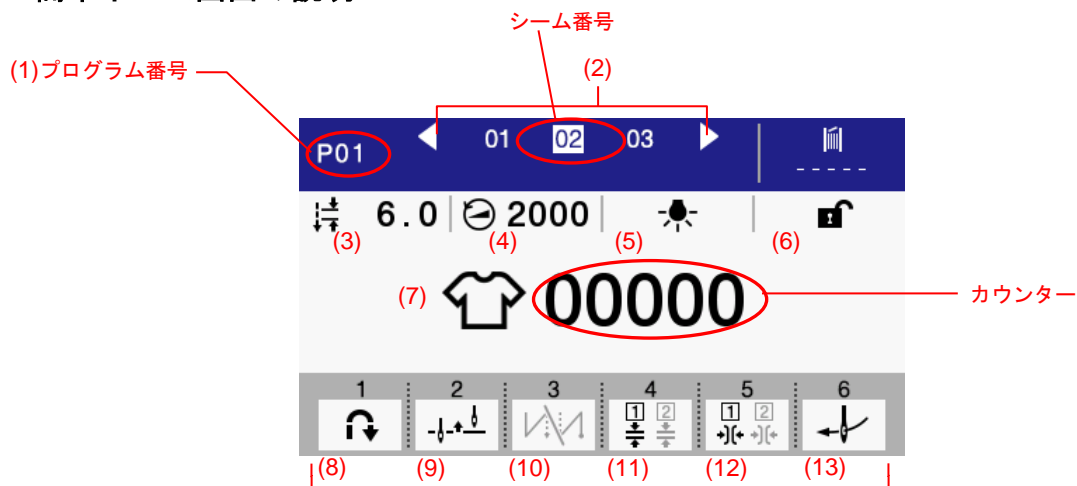 シーム番号
(1)プログラム番号
(2)
P01 01 02 03 -----
6.0 2000
(3) (4) (5) (6)
(7) 00000 カウンター
1 2 3 4 5 6
1 2 1 2
(8) (9) (10) (11) (12) (13)